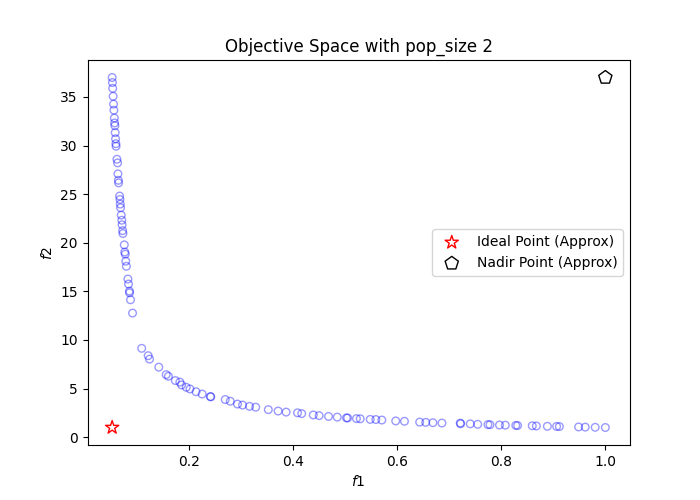 Objective Space with pop_size 2
f2
35
30
25
20
15
10
5
0
Ideal Point (Approx)
Nadir Point (Approx)
0.2 0.4 0.6 0.8 1.0
f1